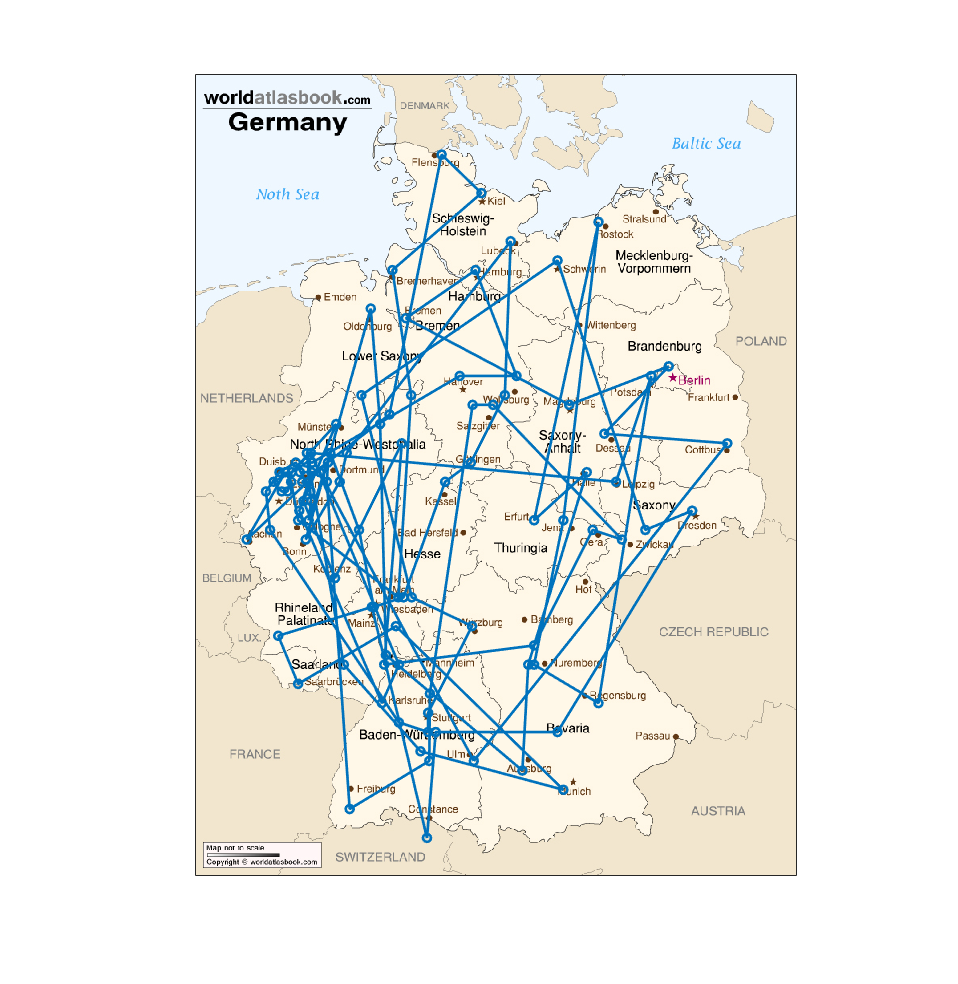 worldatlasbook.com
Germany
DENMARK
Baltic Sea
Noth Sea
Flensburg
Kiel
Schleswig-
Holstein
Stralsund
Rostock
Lubeck
Mecklenburg-
Vorpommern
Schwerin
Hamburg
Bremerhaven
Hamburg
Emden
Bremen
Oldenburg
Bremen
Wittenberg
POLAND
Brandenburg
Lower Saxony
Berlin
Hanover
Potsdam
NETHERLANDS
Wolfsburg
Magdeburg
Frankfurt
Münster
Salzgitter
Saxony-
Anhalt
North Rhine-Westphalia
Dessau
Cottbus
Duisb
Dortmund
Göttingen
Halle
Leipzig
Kassel
Saxony
Erfurt
Dresden
Aachen
Cologne
Bad Hersfeld
Jena
Gera
Zwickau
Bonn
Hesse
Thuringia
Koblenz
BELGIUM
Frankfurt
am Main
Hof
Rhineland
Palatinate
Wiesbaden
Mainz
Wurzburg
Bamberg
CZECH REPUBLIC
LUX.
Saarland
Mannheim
Nuremberg
Heidelberg
Saarbrücken
Karlsruhe
Regensburg
Stuttgart
Baden-Württemberg
Bavaria
Passau
FRANCE
Ulm
Augsburg
Freiburg
Munich
Constance
AUSTRIA
Map not to scale
Copyright © worldatlasbook.com
SWITZERLAND